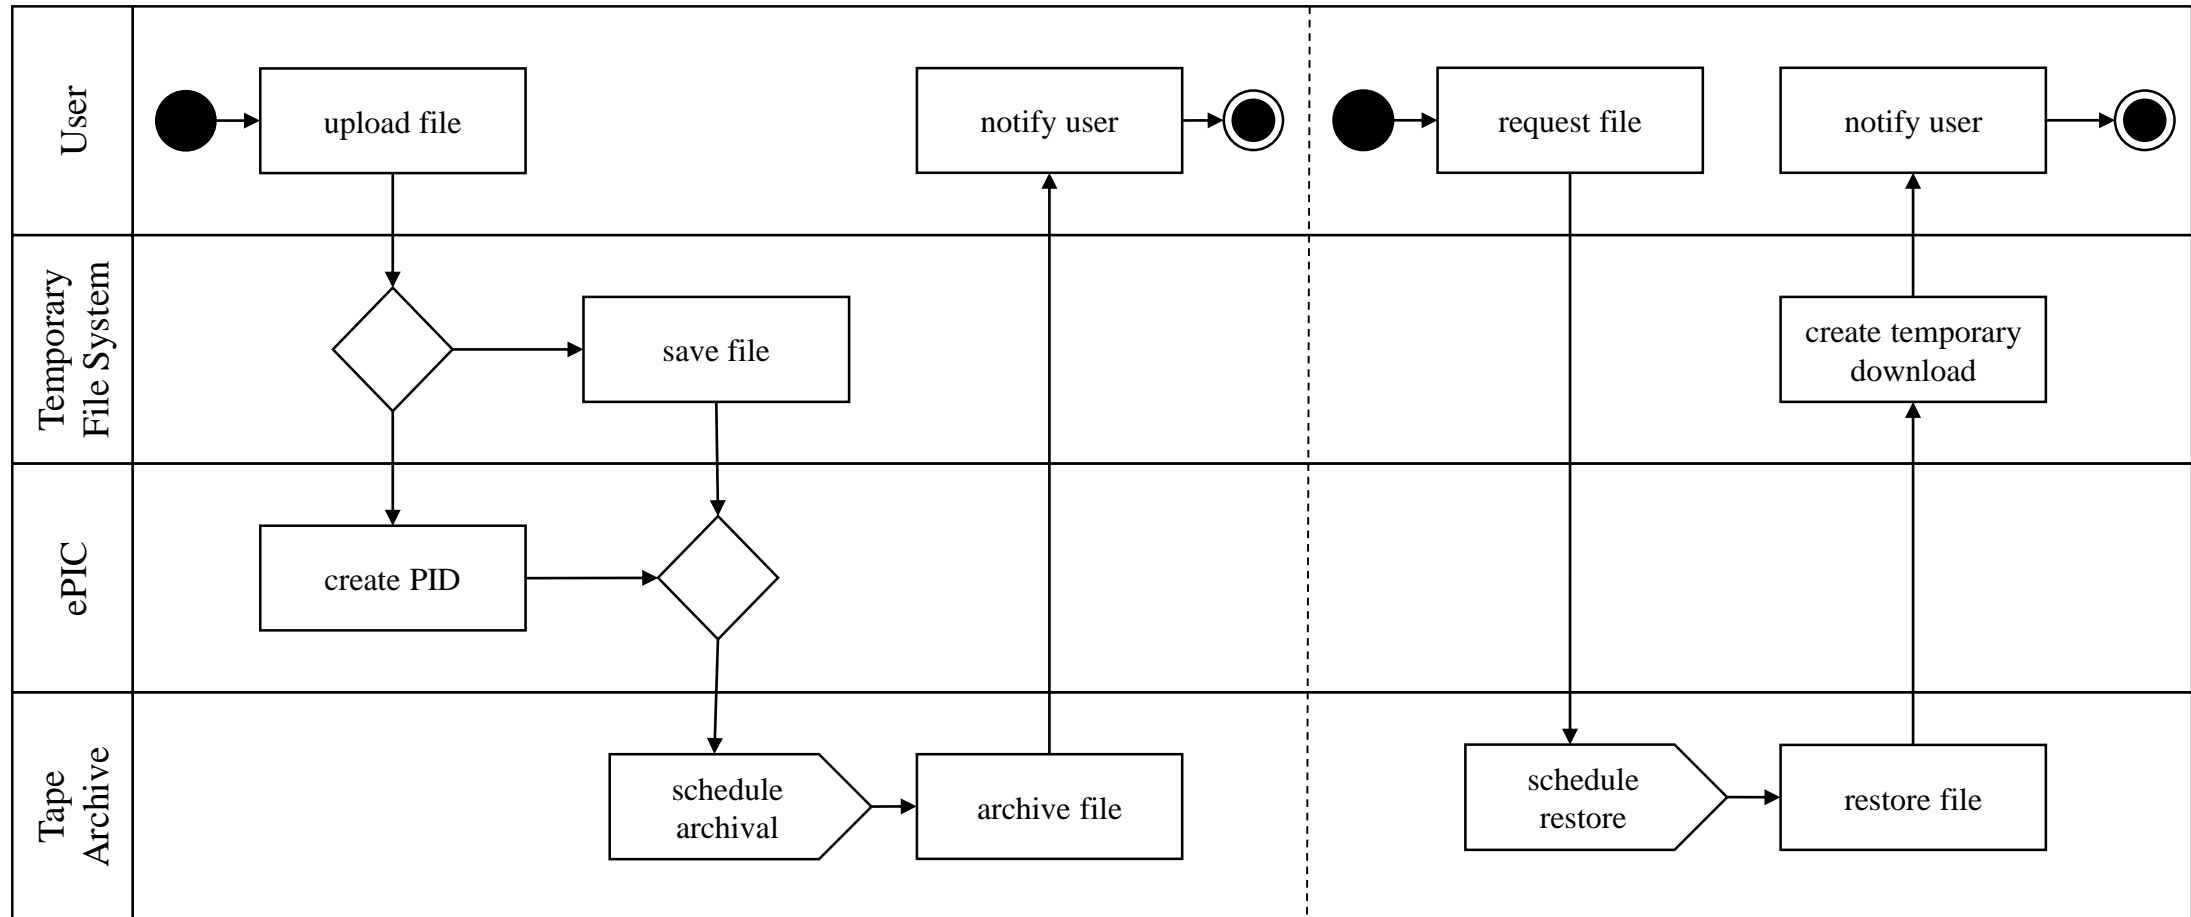 User
upload file
notify user
request file
notify user
Temporary
File System
save file
create temporary
download
ePIC
create PID
Tape
Archive
schedule
archival
archive file
schedule
restore
restore file